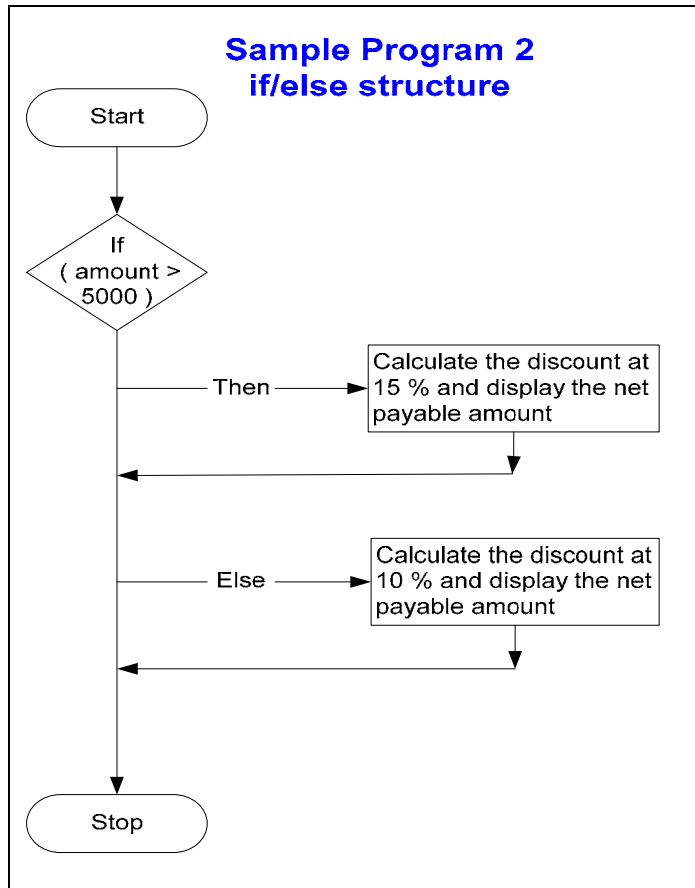 Sample Program 2
if/else structure
Start
If
( amount >
5000 )
Then
Calculate the discount at
15 % and display the net
payable amount
Else
Calculate the discount at
10 % and display the net
payable amount
Stop